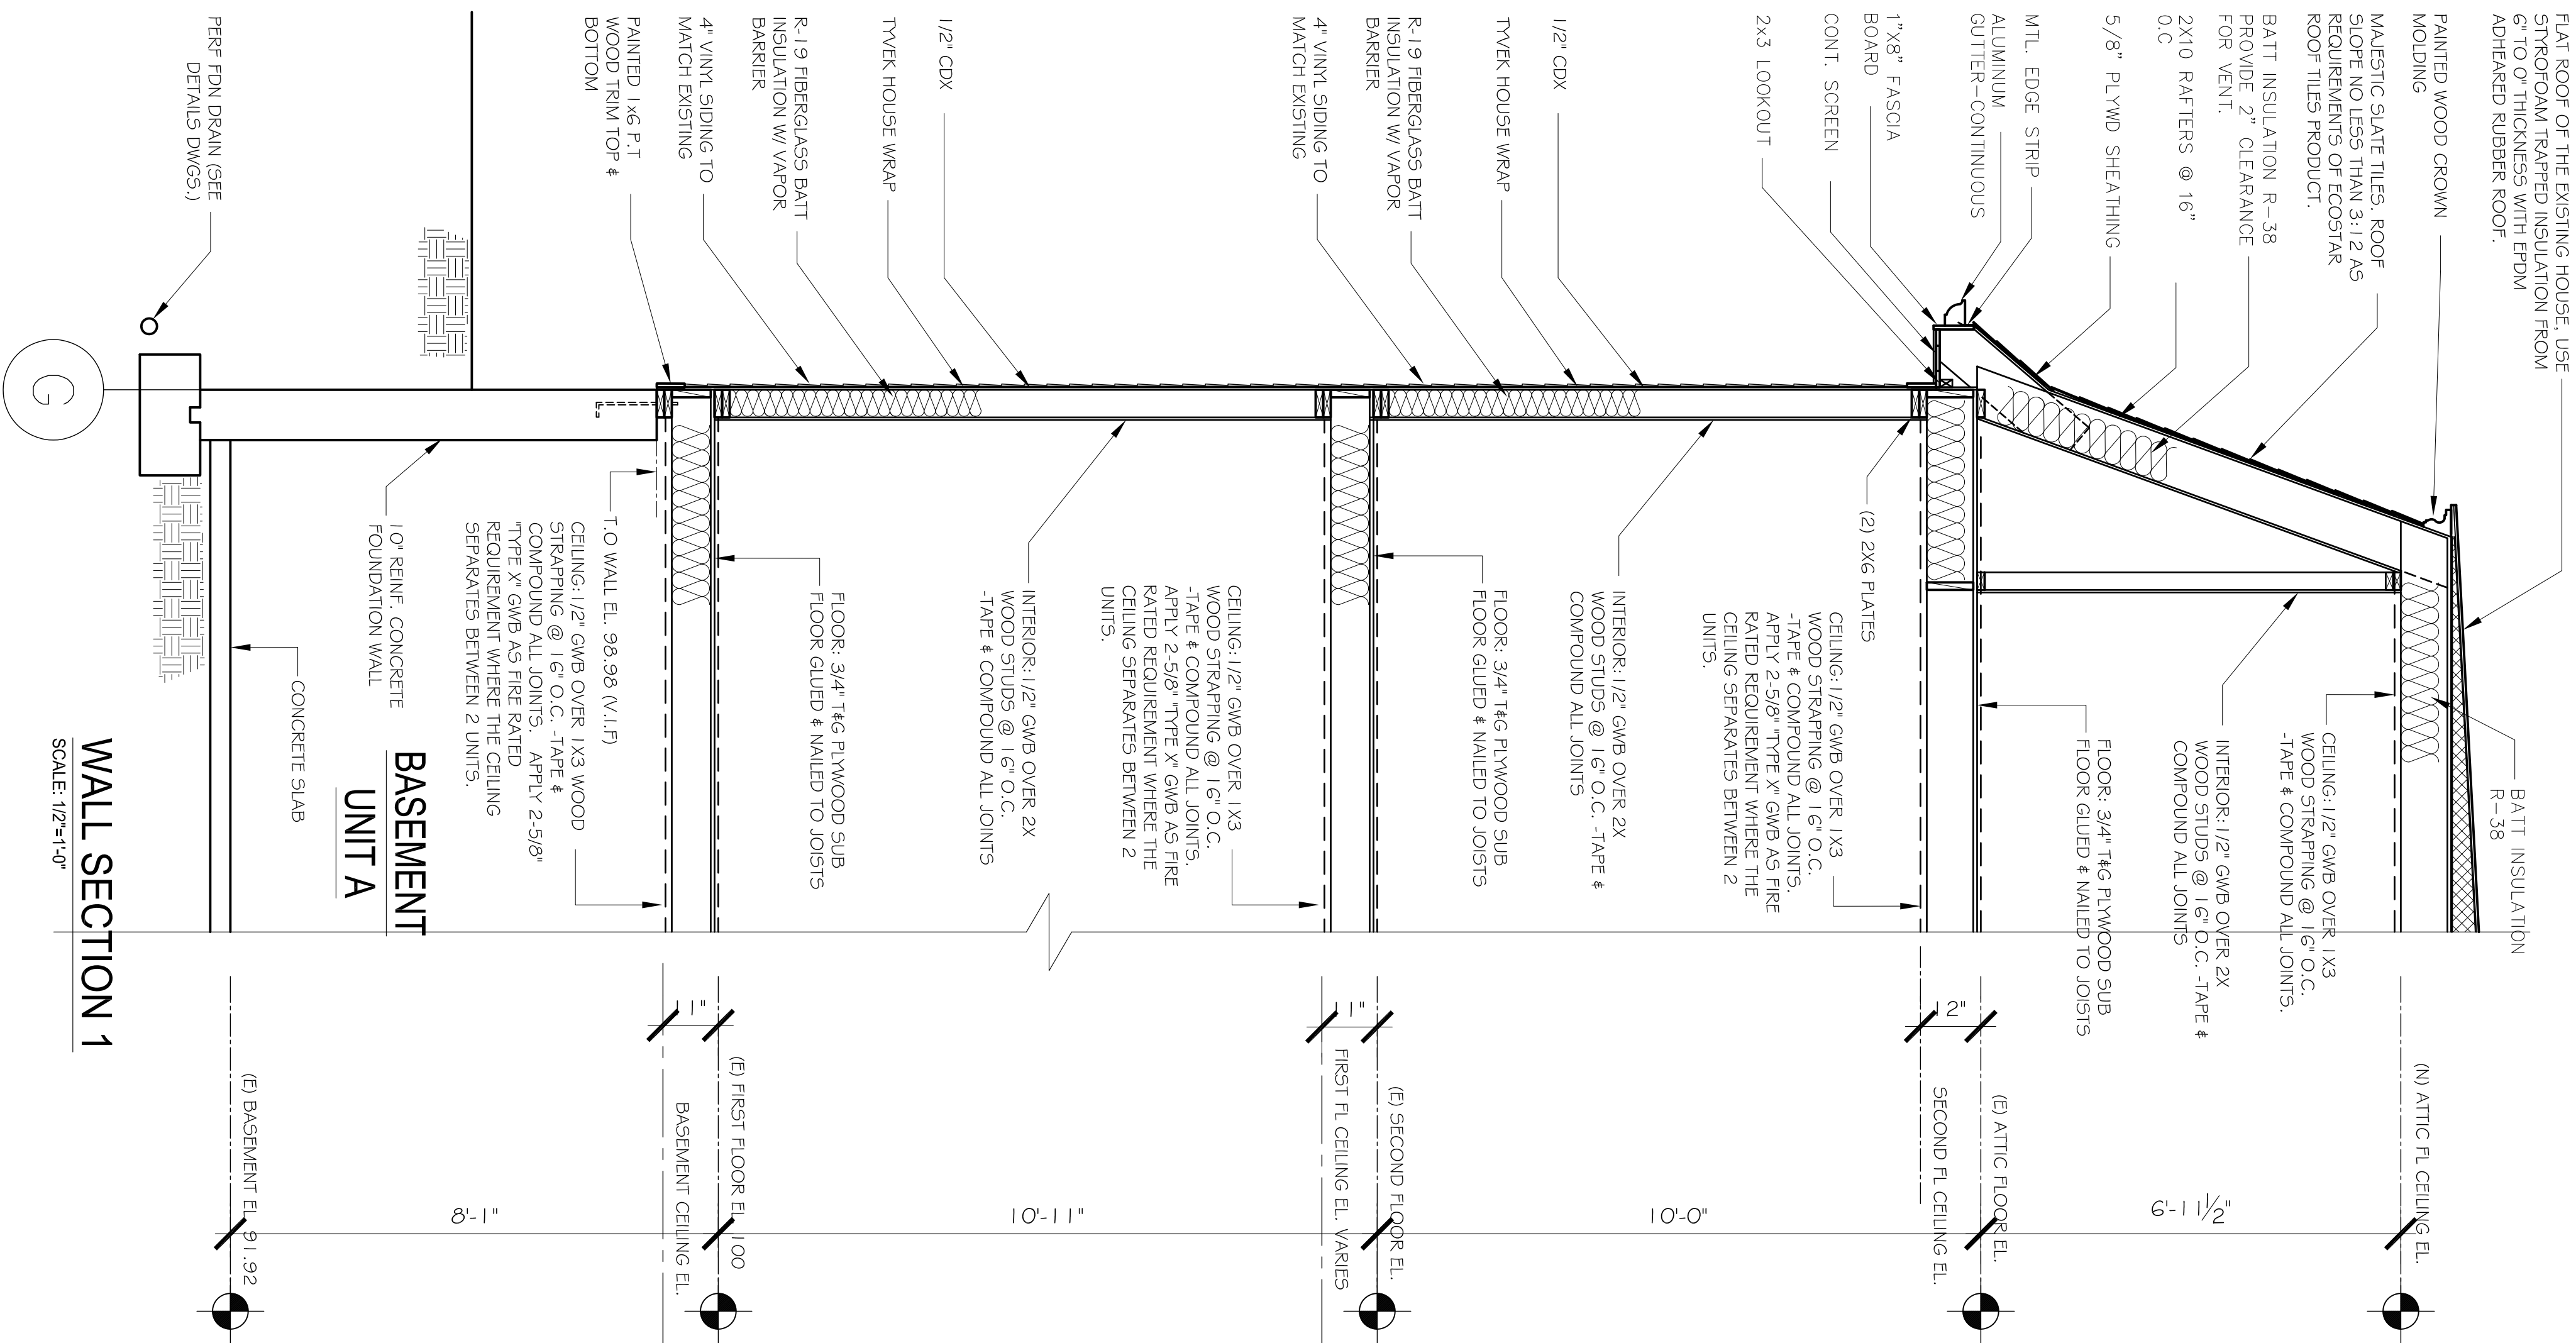 FLAT ROOF OF THE EXISTING HOUSE, USE
STYROFOAM TRAPPED INSULATION FROM
6" TO 0" THICKNESS WITH EPDM
ADHEARED RUBBER ROOF.
PAINTED WOOD CROWN
MOLDING
MAJESTIC SLATE TILES. ROOF
SLOPE NO LESS THAN 3:12 AS
REQUIREMENTS OF ECOSTAR
ROOF TILES PRODUCT.
BATT INSULATION R-38
PROVIDE 2" CLEARANCE
FOR VENT.
2X10 RAFTERS @ 16"
O.C
5/8" PLYWD SHEATHING
MTL. EDGE STRIP
ALUMINUM
GUTTER-CONTINUOUS
1"X8" FASCIA
BOARD
CONT. SCREEN
2x3 LOOKOUT
1/2" CDX
TYVEK HOUSE WRAP
R-19 FIBERGLASS BATT
INSULATION W/ VAPOR
BARRIER
4" VINYL SIDING TO
MATCH EXISTING
1/2" CDX
TYVEK HOUSE WRAP
R-19 FIBERGLASS BATT
INSULATION W/ VAPOR
BARRIER
4" VINYL SIDING TO
MATCH EXISTING
PAINTED 1x6 P.T
WOOD TRIM TOP &
BOTTOM
PERF FDN DRAIN (SEE
DETAILS DWGS.)
G
BATT INSULATION
R-38
CEILING: 1/2" GWB OVER 1X3
WOOD STRAPPING @ 16" O.C.
-TAPE & COMPOUND ALL JOINTS.
INTERIOR: 1/2" GWB OVER 2X
WOOD STUDS @ 16" O.C. -TAPE &
COMPOUND ALL JOINTS
FLOOR: 3/4" T&G PLYWOOD SUB
FLOOR GLUED & NAILED TO JOISTS
(2) 2X6 PLATES
CEILING: 1/2" GWB OVER 1X3
WOOD STRAPPING @ 16" O.C.
-TAPE & COMPOUND ALL JOINTS.
APPLY 2-5/8" "TYPE X" GWB AS FIRE
RATED REQUIREMENT WHERE THE
CEILING SEPARATES BETWEEN 2
UNITS.
INTERIOR: 1/2" GWB OVER 2X
WOOD STUDS @ 16" O.C. -TAPE &
COMPOUND ALL JOINTS
FLOOR: 3/4" T&G PLYWOOD SUB
FLOOR GLUED & NAILED TO JOISTS
CEILING: 1/2" GWB OVER 1X3
WOOD STRAPPING @ 16" O.C.
-TAPE & COMPOUND ALL JOINTS.
APPLY 2-5/8" "TYPE X" GWB AS FIRE
RATED REQUIREMENT WHERE THE
CEILING SEPARATES BETWEEN 2
UNITS.
INTERIOR: 1/2" GWB OVER 2X
WOOD STUDS @ 16" O.C.
-TAPE & COMPOUND ALL JOINTS
FLOOR: 3/4" T&G PLYWOOD SUB
FLOOR GLUED & NAILED TO JOISTS
T.O WALL EL. 98.98 (V.I.F)
CEILING: 1/2" GWB OVER 1X3 WOOD
STRAPPING @ 16" O.C. -TAPE &
COMPOUND ALL JOINTS. APPLY 2-5/8"
"TYPE X" GWB AS FIRE RATED
REQUIREMENT WHERE THE CEILING
SEPARATES BETWEEN 2 UNITS.
10" REINF. CONCRETE
FOUNDATION WALL
BASEMENT
UNIT A
CONCRETE SLAB
WALL SECTION 1
SCALE: 1/2"=1'-0"
(N) ATTIC FL CEILING EL.
6'-11 1/2"
(E) ATTIC FLOOR EL.
12"
SECOND FL CEILING EL.
10'-0"
(E) SECOND FLOOR EL.
11"
FIRST FL CEILING EL. VARIES
10'-11"
(E) FIRST FLOOR EL. 100
11"
BASEMENT CEILING EL.
8'-1"
(E) BASEMENT EL. 91.92